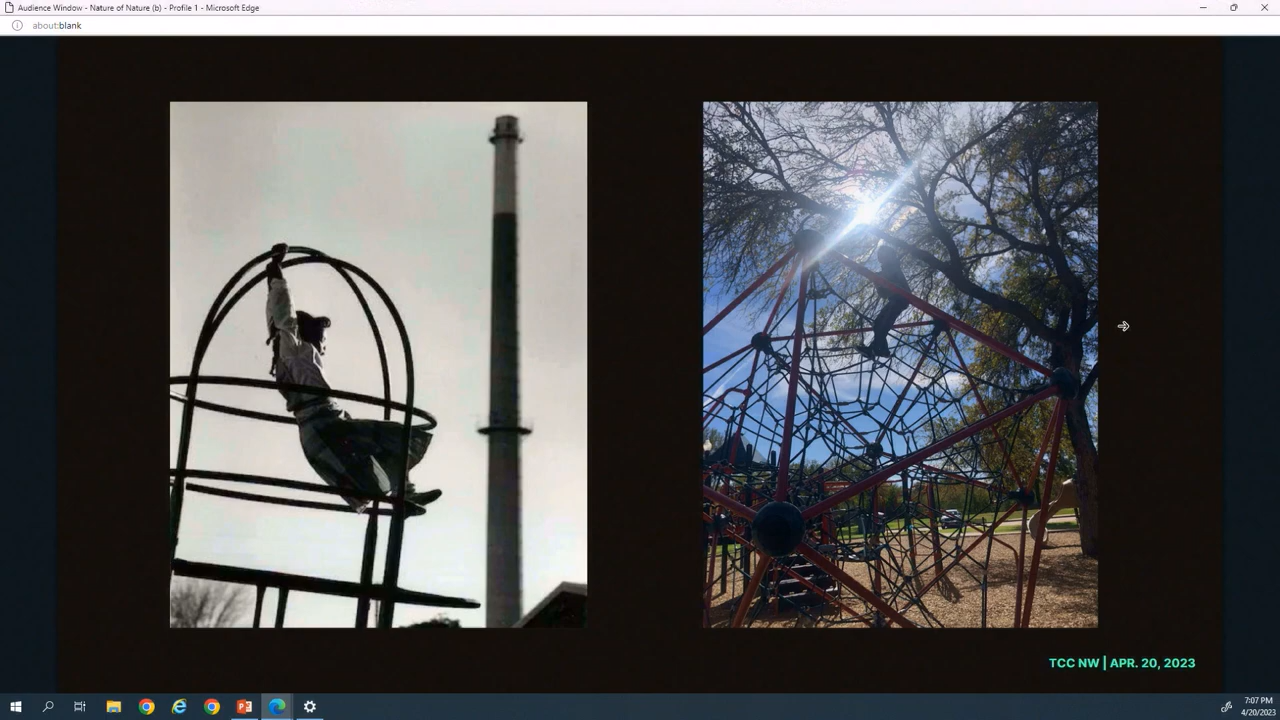 Audience Window - Nature of Nature (b) - Profile 1 - Microsoft Edge
about:blank
TCC NW | APR. 20, 2023
7:07 PM
4/20/2023